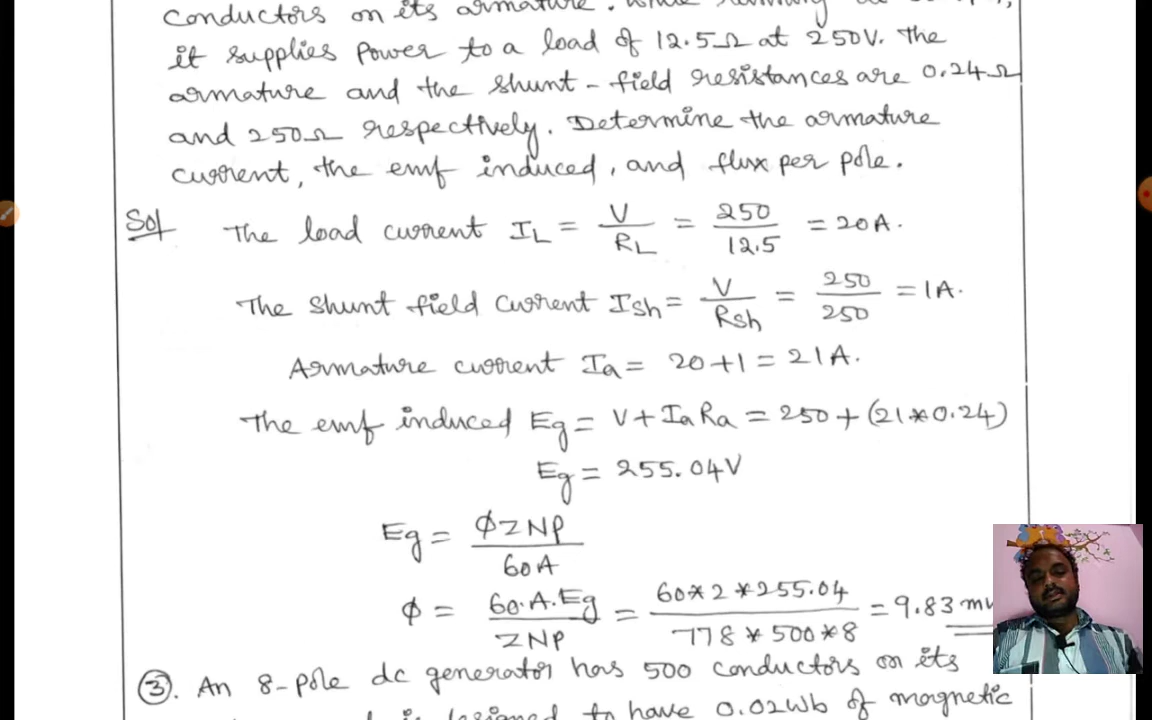 conductors on its armature.
it supplies power to a load of 12.5Ω at 250V. The
armature and the shunt - field resistances are 0.24Ω
and 250Ω respectively. Determine the armature
current, the emf induced, and flux per pole.
Sol The load current IL = V/RL = 250/12.5 = 20A.
The shunt field current Ish = V/Rsh = 250/250 = 1A.
Armature current Ia = 20+1 = 21A.
The emf induced Eg = V+IaRa = 250+(21*0.24)
Eg = 255.04V
Eg = ϕZNP/60A
ϕ = 60.A.Eg/ZNP = 60*2*255.04/778*500*8 = 9.83
③. An 8-pole dc generator has 500 conductors on its
designed to have 0.02Wb of magnetic